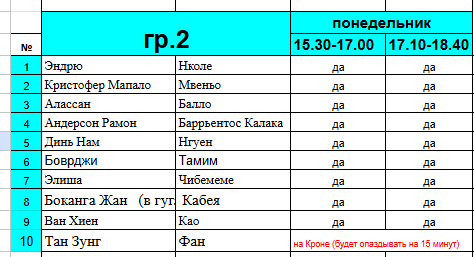 понедельник
№ гр.2 15.30-17.00 17.10-18.40
1 Эндрю Нколе да да
2 Кристофер Мапало Мвеньо да да
3 Алассан Балло да да
4 Андерсон Рамон Баррьентос Калака да да
5 Динь Нам Нгуен да да
6 Боврджи Тамим да да
7 Элиша Чибемеме да да
8 Боканга Жан (в гуг. Кабея да да
9 Ван Хиен Као да да
10 Тан Зунг Фан на Кроне (будет опаздывать на 15 минут)